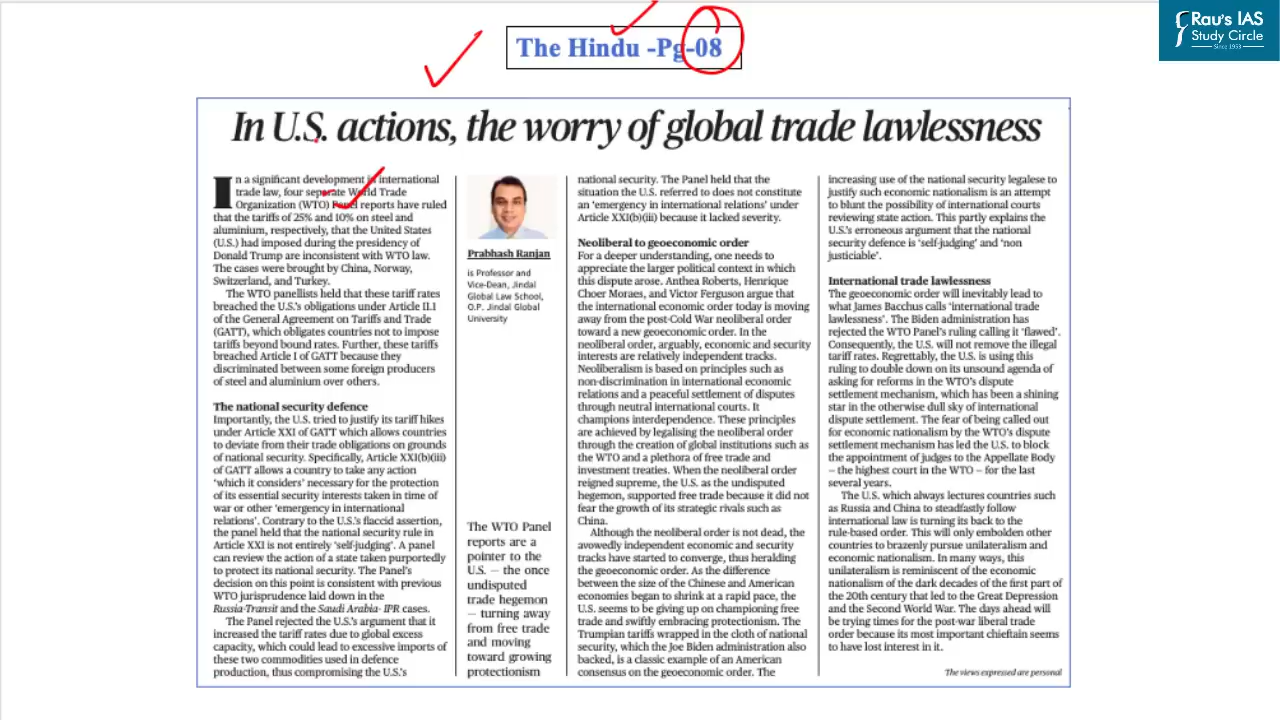 Rau's IAS
Study Circle
Since 1953
The Hindu -Pg-08
In U.S. actions, the worry of global trade lawlessness
In a significant development in international
trade law, four separate World Trade
Organization (WTO) Panel reports have ruled
that the tariffs of 25% and 10% on steel and
aluminium, respectively, that the United States
(U.S.) had imposed during the presidency of
Donald Trump are inconsistent with WTO law.
The cases were brought by China, Norway,
Switzerland, and Turkey.
The WTO panellists held that these tariff rates
breached the U.S.'s obligations under Article II.1
of the General Agreement on Tariffs and Trade
(GATT), which obligates countries not to impose
tariffs beyond bound rates. Further, these tariffs
breached Article I of GATT because they
discriminated between some foreign producers
of steel and aluminium over others.
The national security defence
Importantly, the U.S. tried to justify its tariff hikes
under Article XXI of GATT which allows countries
to deviate from their trade obligations on grounds
of national security. Specifically, Article XXI(b)(iii)
of GATT allows a country to take any action
'which it considers' necessary for the protection
of its essential security interests taken in time of
war or other 'emergency in international
relations'. Contrary to the U.S.'s flaccid assertion,
the panel held that the national security rule in
Article XXI is not entirely 'self-judging'. A panel
can review the action of a state taken purportedly
to protect its national security. The Panel's
decision on this point is consistent with previous
WTO jurisprudence laid down in the
Russia-Transit and the Saudi Arabia- IPR cases.
The Panel rejected the U.S.'s argument that it
increased the tariff rates due to global excess
capacity, which could lead to excessive imports of
these two commodities used in defence
production, thus compromising the U.S.'s
Prabhash Ranjan
is Professor and
Vice-Dean, Jindal
Global Law School,
O.P. Jindal Global
University
The WTO Panel
reports are a
pointer to the
U.S. — the once
undisputed
trade hegemon
— turning away
from free trade
and moving
toward growing
protectionism
national security. The Panel held that the
situation the U.S. referred to does not constitute
an 'emergency in international relations' under
Article XXI(b)(iii) because it lacked severity.
Neoliberal to geoeconomic order
For a deeper understanding, one needs to
appreciate the larger political context in which
this dispute arose. Anthea Roberts, Henrique
Choer Moraes, and Victor Ferguson argue that
the international economic order today is moving
away from the post-Cold War neoliberal order
toward a new geoeconomic order. In the
neoliberal order, arguably, economic and security
interests are relatively independent tracks.
Neoliberalism is based on principles such as
non-discrimination in international economic
relations and a peaceful settlement of disputes
through neutral international courts. It
champions interdependence. These principles
are achieved by legalising the neoliberal order
through the creation of global institutions such as
the WTO and a plethora of free trade and
investment treaties. When the neoliberal order
reigned supreme, the U.S. as the undisputed
hegemon, supported free trade because it did not
fear the growth of its strategic rivals such as
China.
Although the neoliberal order is not dead, the
avowedly independent economic and security
tracks have started to converge, thus heralding
the geoeconomic order. As the difference
between the size of the Chinese and American
economies began to shrink at a rapid pace, the
U.S. seems to be giving up on championing free
trade and swiftly embracing protectionism. The
Trumpian tariffs wrapped in the cloth of national
security, which the Joe Biden administration also
backed, is a classic example of an American
consensus on the geoeconomic order. The
increasing use of the national security legalese to
justify such economic nationalism is an attempt
to blunt the possibility of international courts
reviewing state action. This partly explains the
U.S.'s erroneous argument that the national
security defence is 'self-judging' and 'non
justiciable'.
International trade lawlessness
The geoeconomic order will inevitably lead to
what James Bacchus calls 'international trade
lawlessness'. The Biden administration has
rejected the WTO Panel's ruling calling it 'flawed'.
Consequently, the U.S. will not remove the illegal
tariff rates. Regrettably, the U.S. is using this
ruling to double down on its unsound agenda of
asking for reforms in the WTO's dispute
settlement mechanism, which has been a shining
star in the otherwise dull sky of international
dispute settlement. The fear of being called out
for economic nationalism by the WTO's dispute
settlement mechanism has led the U.S. to block
the appointment of judges to the Appellate Body
— the highest court in the WTO — for the last
several years.
The U.S. which always lectures countries such
as Russia and China to steadfastly follow
international law is turning its back to the
rule-based order. This will only embolden other
countries to brazenly pursue unilateralism and
economic nationalism. In many ways, this
unilateralism is reminiscent of the economic
nationalism of the dark decades of the first part of
the 20th century that led to the Great Depression
and the Second World War. The days ahead will
be trying times for the post-war liberal trade
order because its most important chieftain seems
to have lost interest in it.
The views expressed are personal